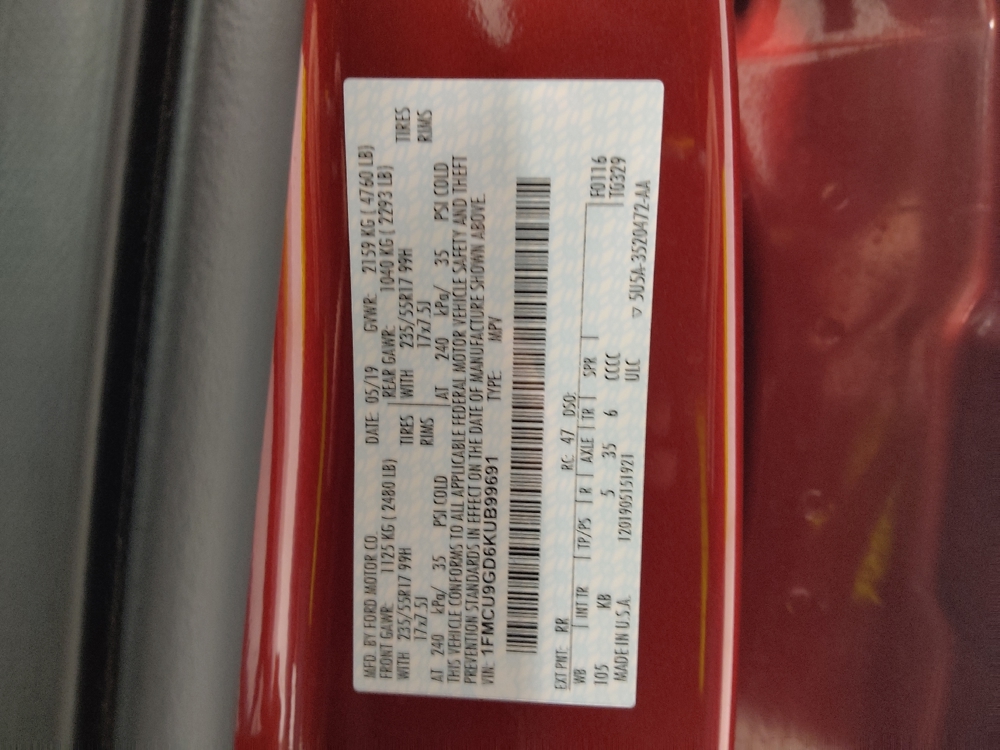 MFD. BY FORD MOTOR CO. DATE: 05/19 GVWR: 2159 KG ( 4760 LB)
FRONT GAWR: 1125 KG ( 2480 LB) REAR GAWR: 1040 KG ( 2293 LB)
WITH 235/55R17 99H TIRES WITH 235/55R17 99H TIRES
17x7.5J RIMS 17x7.5J RIMS
AT 240 kPa/ 35 PSI COLD AT 240 kPa/ 35 PSI COLD
THIS VEHICLE CONFORMS TO ALL APPLICABLE FEDERAL MOTOR VEHICLE SAFETY AND THEFT
PREVENTION STANDARDS IN EFFECT ON THE DATE OF MANUFACTURE SHOWN ABOVE.
VIN: 1FMCU9GD6KUB99691 TYPE: MPV
EXT PNT: RR RC: 47 DSO:
WB INT TR TP/PS R AXLE TR SPR F0116
105 KB 5 35 6 CCCC TG329
MADE IN U.S.A. 1201905151921 ULC
▽ 5U5A-3520472-AA